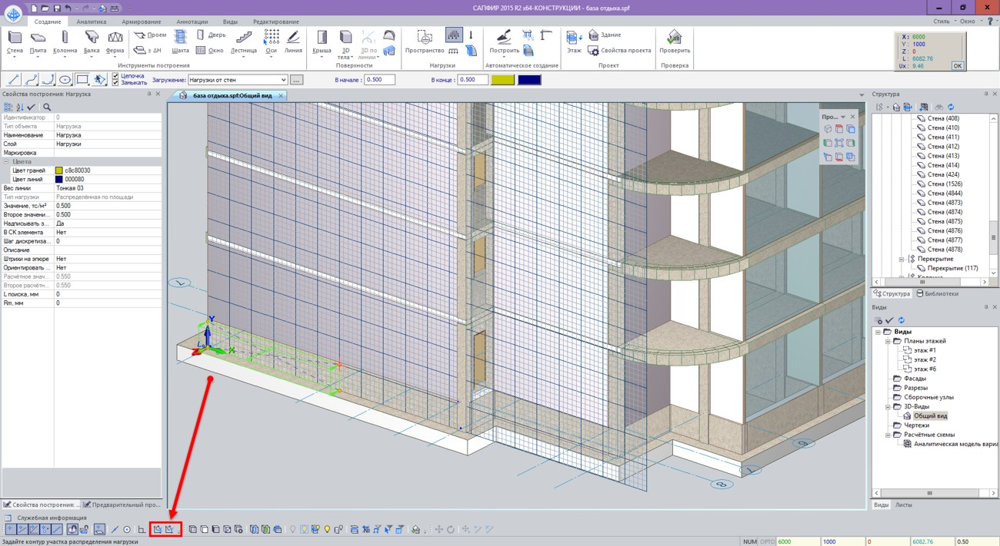 САПФИР 2015 R2 x64-КОНСТРУКЦИИ - база отдыха.spf
Создание Аналитика Армирование Аннотации Виды Редактирование
Стиль Окно
Стена Плита Колонна Балка Ферма
Проем
± ΔН
Шахта
Дверь
Окно
Лестница Оси Линия
Крыша 3D тела 3D по линии
Пространство
Построить
Этаж
Здание
Свойства проекта
Проверить
Инструменты построения Поверхности Нагрузки Автоматическое создание Проект Проверка
X: 6000
Y: 1000
Z: 0
L: 6082.76
Ux: 9.46
OK
Цепочка
Замыкать
Загружение: Нагрузки от стен ...
В начале: 0.500
В конце: 0.500
Свойства построения: Нагрузка
Идентификатор 0
Тип объекта Нагрузка
Наименование Нагрузка
Слой Нагрузки
Маркировка
Цвета
Цвет граней c8c80030
Цвет линий 000080
Вес линии Тонкая 03
Тип нагрузки Распределённая по площади
Значение, тс/м² 0.500
Второе значени... 0.500
Надписывать з... Да
В СК элемента Нет
Шаг дискретиза... 0
Описание
Штрихи на эпюре Нет
Ориентировать ... Нет
Расчётное знач... 0.550
Второе расчётн... 0.550
L поиска, мм 0
Rm, мм 0
Свойства построения: ... Предварительный про...
база отдыха.spf:Общий вид
Про...
Y
X
Z
Структура
Стена (408)
Стена (410)
Стена (411)
Стена (412)
Стена (413)
Стена (414)
Стена (424)
Стена (1526)
Стена (4844)
Стена (4873)
Стена (4874)
Стена (4875)
Стена (4876)
Стена (4877)
Стена (4878)
Перекрытие
Перекрытие (117)
Структура Библиотеки
Виды
Виды
Планы этажей
этаж #1
этаж #2
этаж #6
Фасады
Разрезы
Сборочные узлы
3D-Виды
Общий вид
Чертежи
Расчётные схемы
Аналитическая модель вариа
Виды Листы
Служебная информация
Задайте контур участка распределения нагрузки
NUM ОРТО 6000 1000 0 6082.76 0.50